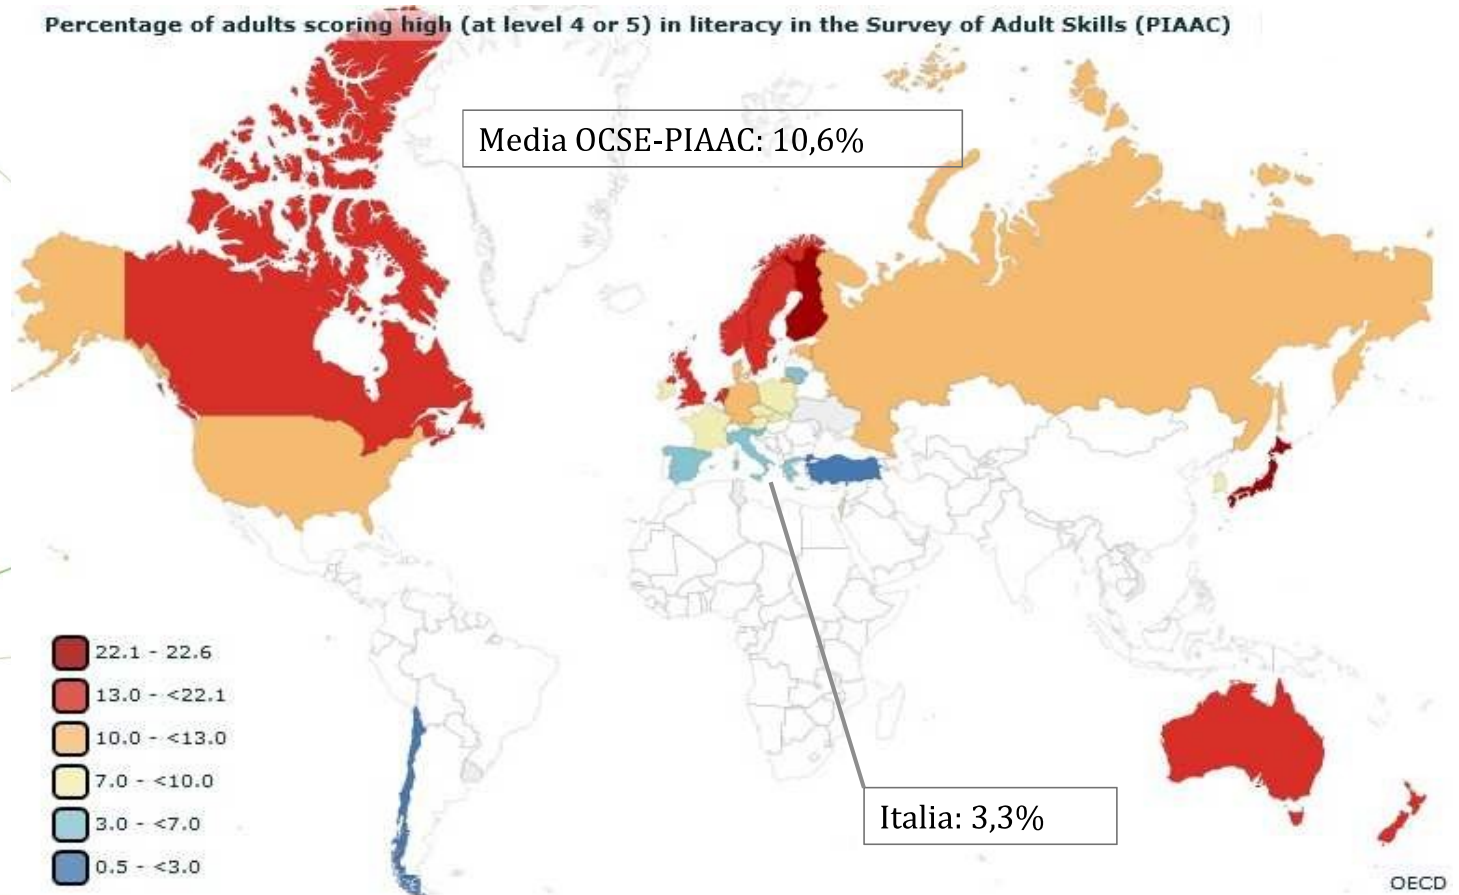 Percentage of adults scoring high (at level 4 or 5) in literacy in the Survey of Adult Skills (PIAAC)
Media OCSE-PIAAC: 10,6%
22.1 - 22.6
13.0 - <22.1
10.0 - <13.0
7.0 - <10.0
3.0 - <7.0
0.5 - <3.0
Italia: 3,3%
OECD